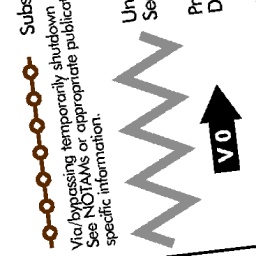 Subs
Via/bypassing temporarily shutdown
See NOTAMs or appropriate publicat
specific information.
Un
Se
Pr
D
V0